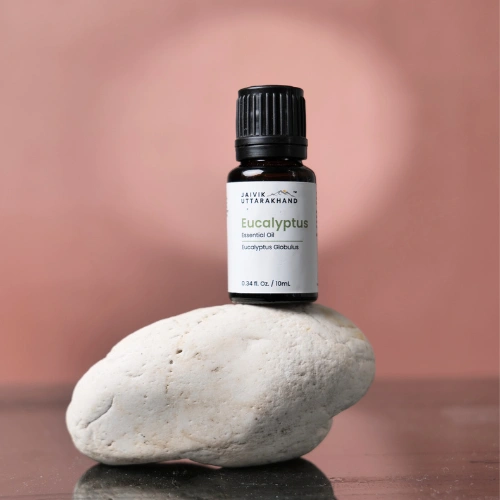 JAIVIK
UTTARAKHAND
Eucalyptus
Essential Oil
Eucalyptus Globulus
0.34 fl. Oz. / 10mL